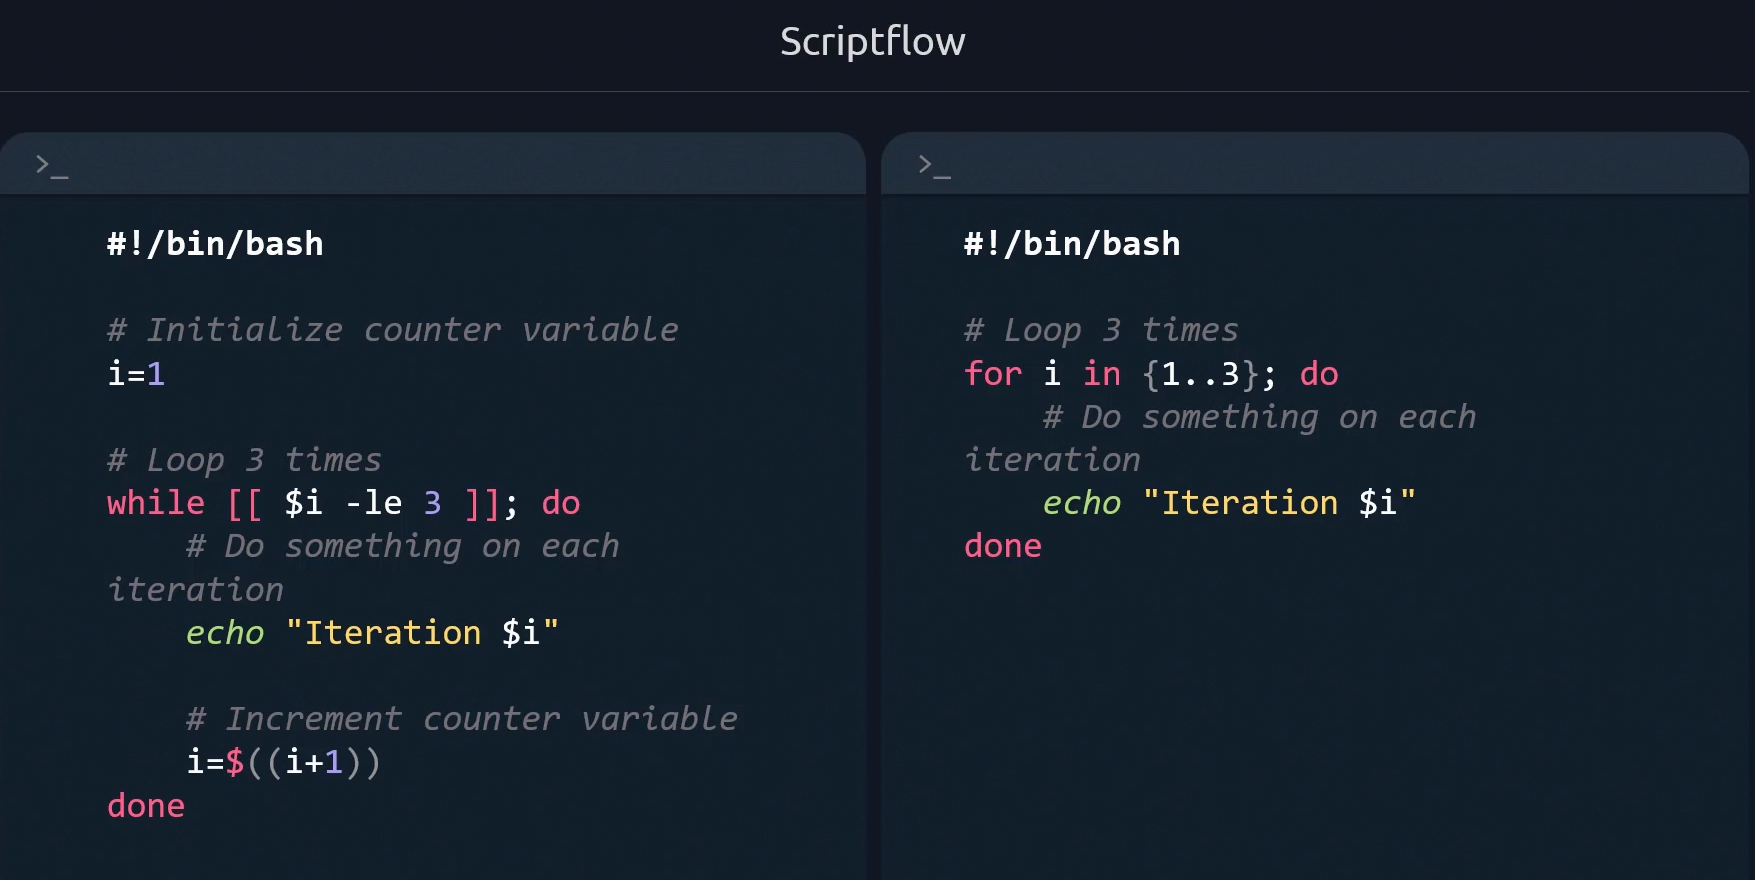 Scriptflow
>_
#!/bin/bash
# Initialize counter variable
i=1
# Loop 3 times
while [[ $i -le 3 ]]; do
    # Do something on each
iteration
    echo "Iteration $i"
    # Increment counter variable
    i=$((i+1))
done
>_
#!/bin/bash
# Loop 3 times
for i in {1..3}; do
    # Do something on each
iteration
    echo "Iteration $i"
done